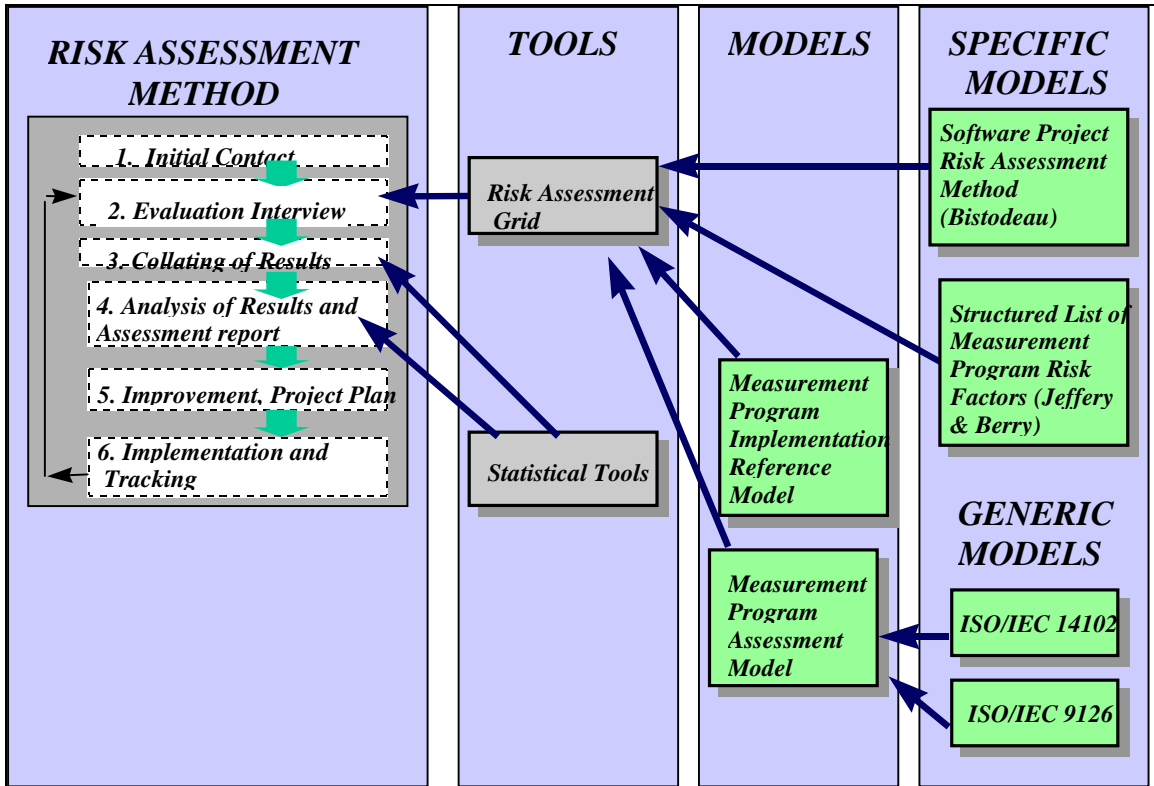 RISK ASSESSMENT
METHOD
1. Initial Contact
2. Evaluation Interview
3. Collating of Results
4. Analysis of Results and
Assessment report
5. Improvement, Project Plan
6. Implementation and
Tracking
TOOLS
Risk Assessment
Grid
Statistical Tools
MODELS
Measurement
Program
Implementation
Reference
Model
Measurement
Program
Assessment
Model
SPECIFIC
MODELS
Software Project
Risk Assessment
Method
(Bistodeau)
Structured List of
Measurement
Program Risk
Factors (Jeffery
& Berry)
GENERIC
MODELS
ISO/IEC 14102
ISO/IEC 9126